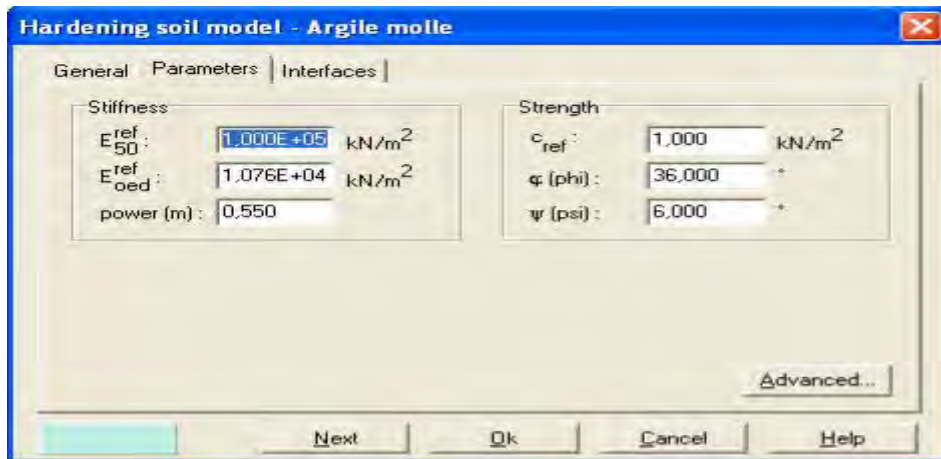 Hardening soil model - Argile molle
General Parameters Interfaces
Stiffness
E50ref : 1,000E+05 kN/m2
Eoedref : 1,076E+04 kN/m2
power (m) : 0,550
Strength
cref : 1,000 kN/m2
φ (phi) : 36,000 °
ψ (psi) : 6,000 °
Advanced...
Next Ok Cancel Help